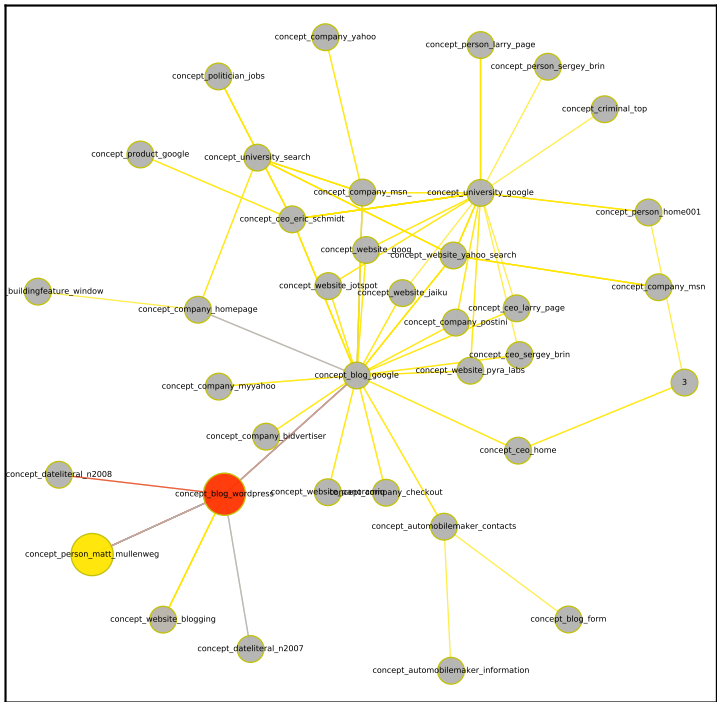 concept_company_yahoo
concept_person_larry_page
concept_person_sergey_brin
concept_politician_jobs
concept_criminal_top
concept_product_google
concept_university_search
concept_company_msn_
concept_university_google
concept_ceo_eric_schmidt
concept_person_home001
concept_website_goog
concept_website_yahoo_search
concept_website_jotspot
concept_website_jaiku
concept_company_msn
_buildingfeature_window
concept_company_homepage
concept_ceo_larry_page
concept_company_postini
concept_ceo_sergey_brin
concept_blog_google
concept_website_pyra_labs
3
concept_company_myyahoo
concept_company_bidvertiser
concept_ceo_home
concept_dateliteral_n2008
concept_blog_wordpress
concept_company_checkout
concept_automobilemaker_contacts
concept_person_matt_mullenweg
concept_website_blogging
concept_blog_form
concept_dateliteral_n2007
concept_automobilemaker_information